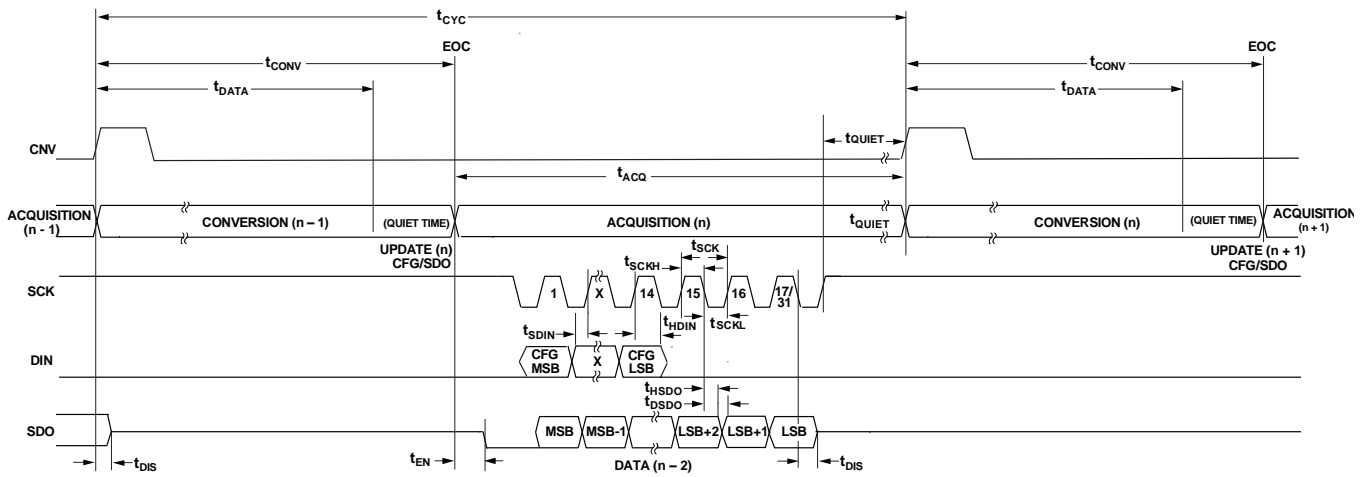 tCYC
EOC
EOC
tCONV
tCONV
tDATA
tDATA
tQUIET
CNV
tACQ
ACQUISITION
(n - 1)
CONVERSION (n – 1)
(QUIET TIME)
ACQUISITION (n)
tQUIET
CONVERSION (n)
(QUIET TIME)
ACQUISITION
(n + 1)
UPDATE (n)
CFG/SDO
UPDATE (n + 1)
CFG/SDO
tSCK
tSCKH
SCK
1
X
14
15
16
17/
31
tSDIN
tHDIN
tSCKL
DIN
CFG
MSB
X
CFG
LSB
tHSDO
tDSDO
SDO
MSB
MSB-1
LSB+2
LSB+1
LSB
tDIS
tEN
DATA (n – 2)
tDIS